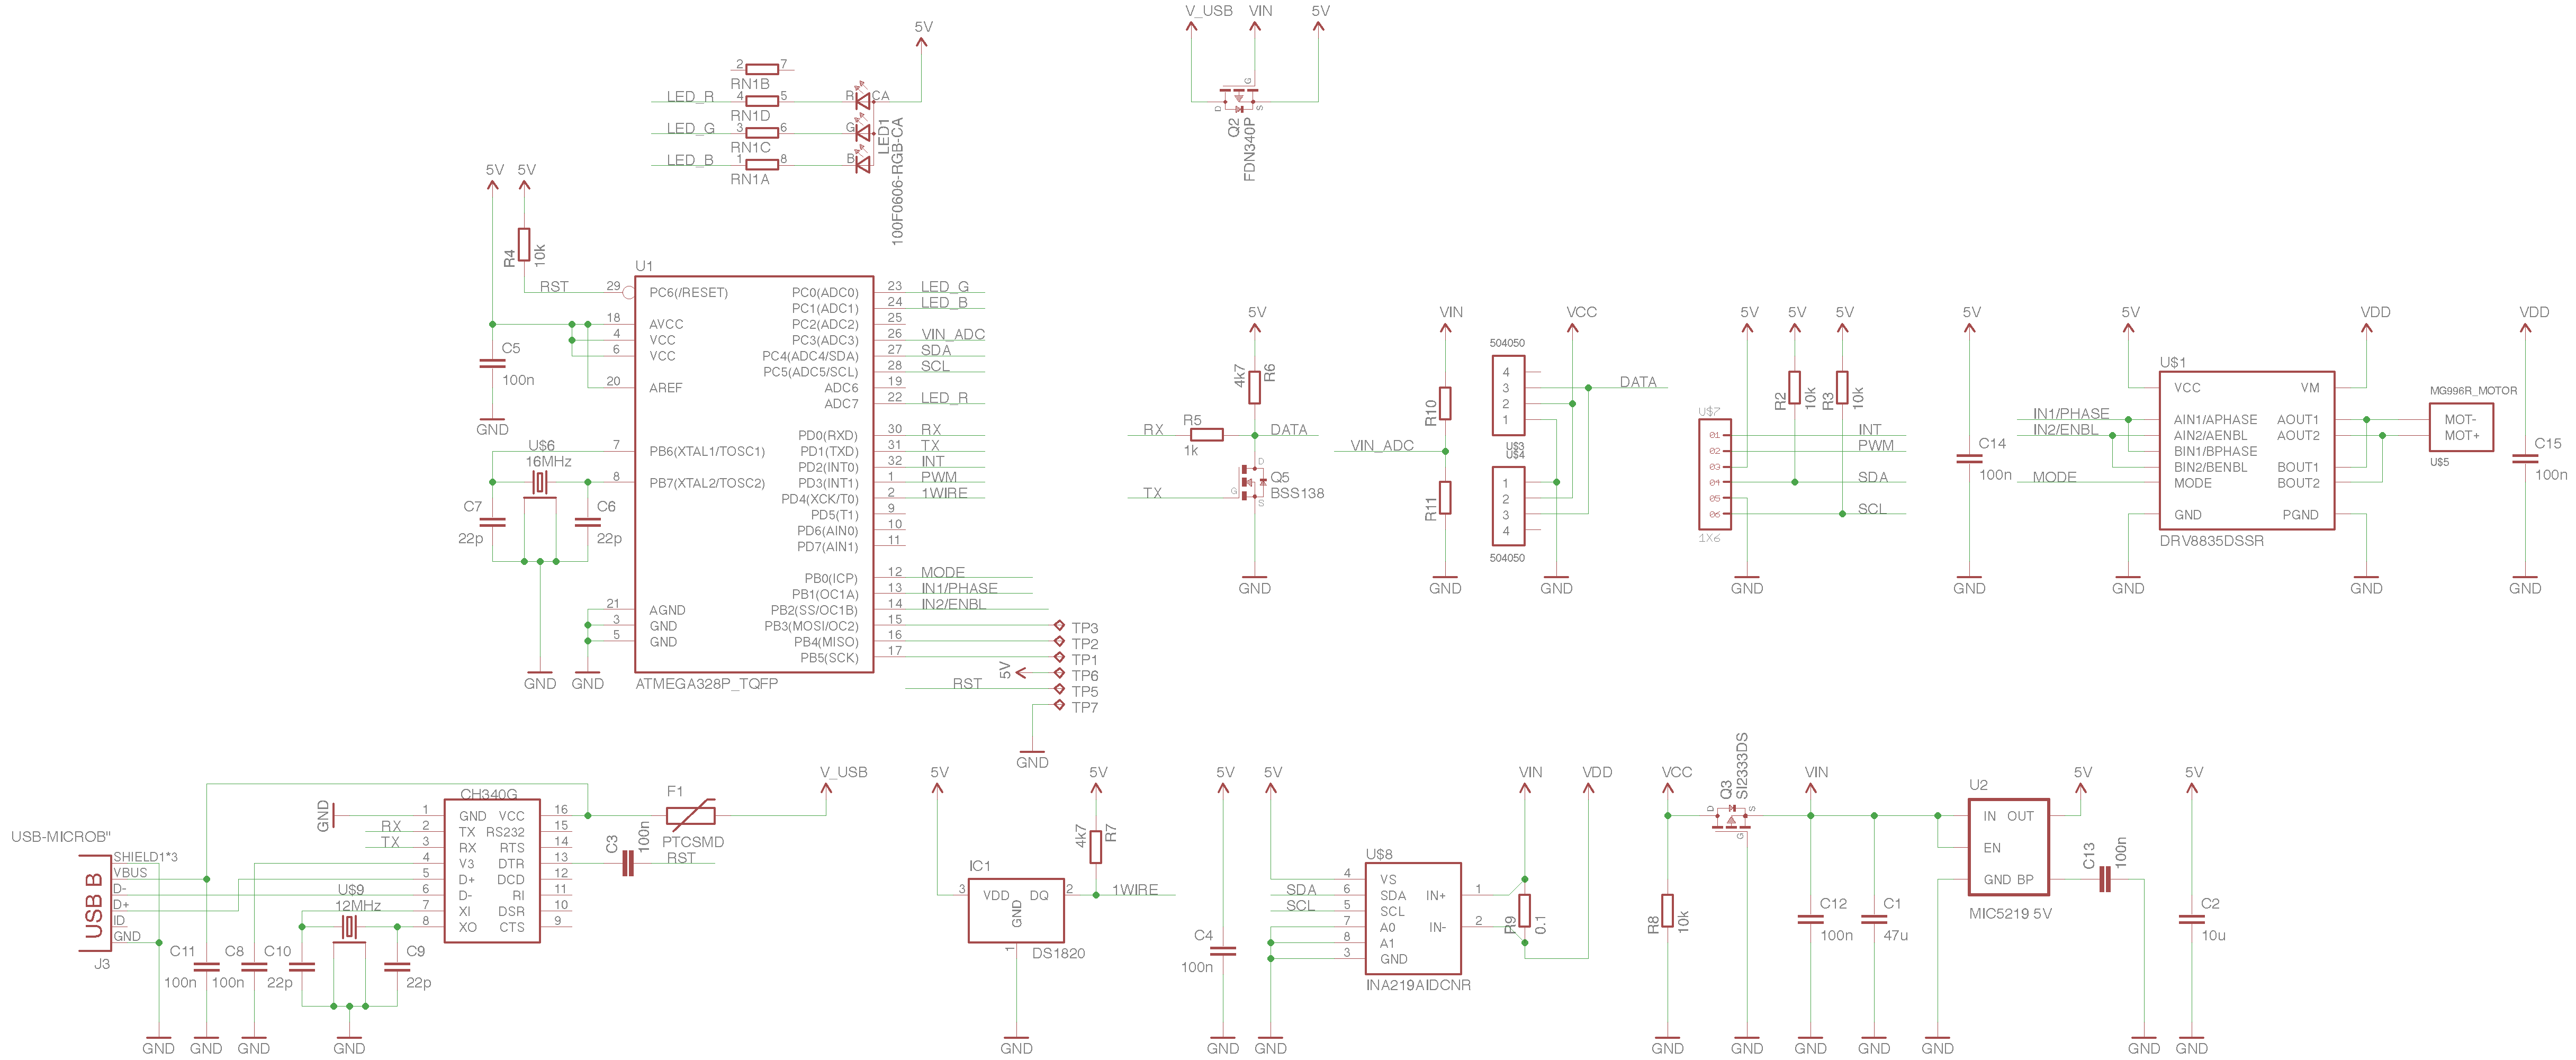 V_USB
VIN
5V
D
G
S
Q2
FDN340P
5V
2
7
RN1B
LED_R
4
5
R
CA
RN1D
LED_G
3
6
G
RN1C
LED_B
1
8
B
RN1A
LED1
100F0606-RGB-CA
5V
5V
R4
10k
RST
C5
100n
GND
U$6
16MHz
C7
22p
C6
22p
GND
GND
U1
29
PC6(/RESET)
18
AVCC
4
VCC
6
VCC
20
AREF
7
PB6(XTAL1/TOSC1)
8
PB7(XTAL2/TOSC2)
21
AGND
3
GND
5
GND
PC0(ADC0)
23
LED_G
PC1(ADC1)
24
LED_B
PC2(ADC2)
25
PC3(ADC3)
26
VIN_ADC
PC4(ADC4/SDA)
27
SDA
PC5(ADC5/SCL)
28
SCL
ADC6
19
ADC7
22
LED_R
PD0(RXD)
30
RX
PD1(TXD)
31
TX
PD2(INT0)
32
INT
PD3(INT1)
1
PWM
PD4(XCK/T0)
2
1WIRE
PD5(T1)
9
PD6(AIN0)
10
PD7(AIN1)
11
PB0(ICP)
12
MODE
PB1(OC1A)
13
IN1/PHASE
PB2(SS/OC1B)
14
IN2/ENBL
PB3(MOSI/OC2)
15
TP3
PB4(MISO)
16
TP2
PB5(SCK)
17
TP1
5V
TP6
RST
TP5
TP7
GND
ATMEGA328P_TQFP
5V
4k7
R6
RX
R5
1k
DATA
TX
D
G
S
Q5
BSS138
GND
VIN
R10
VIN_ADC
R11
GND
VCC
504050
4
3
2
1
DATA
U$3
U$4
1
2
3
4
504050
GND
5V
5V
5V
R2
10k
R3
10k
U$7
01
INT
02
PWM
03
04
SDA
05
06
SCL
1X6
GND
5V
C14
100n
GND
5V
VDD
U$1
VCC
VM
IN1/PHASE
AIN1/APHASE
AOUT1
IN2/ENBL
AIN2/AENBL
AOUT2
BIN1/BPHASE
BIN2/BENBL
BOUT1
MODE
MODE
BOUT2
GND
PGND
DRV8835DSSR
GND
GND
MG996R_MOTOR
MOT-
MOT+
U$5
VDD
C15
100n
GND
USB-MICROB"
USB B
SHIELD1*3
VBUS
D-
D+
ID
GND
J3
GND
C11
100n
GND
C8
100n
GND
C10
22p
U$9
12MHz
C9
22p
GND
GND
RX
TX
CH340G
1
GND
VCC
16
2
TX
RS232
15
3
RX
RTS
14
4
V3
DTR
13
5
D+
DCD
12
6
D-
RI
11
7
XI
DSR
10
8
XO
CTS
9
F1
PTCSMD
V_USB
C3
100n
RST
5V
5V
4k7
R7
IC1
3
VDD
DQ
2
1WIRE
GND
1
DS1820
GND
5V
C4
100n
GND
5V
VIN
VDD
U$8
4
VS
SDA
6
SDA
IN+
1
SCL
5
SCL
7
A0
IN-
2
8
A1
3
GND
R9
0.1
INA219AIDCNR
GND
VCC
D
S
G
Q3
SI2333DS
VIN
R8
10k
GND
GND
C12
100n
GND
C1
47u
GND
U2
IN
OUT
EN
GND
BP
MIC5219 5V
5V
C13
100n
GND
GND
5V
C2
10u
GND